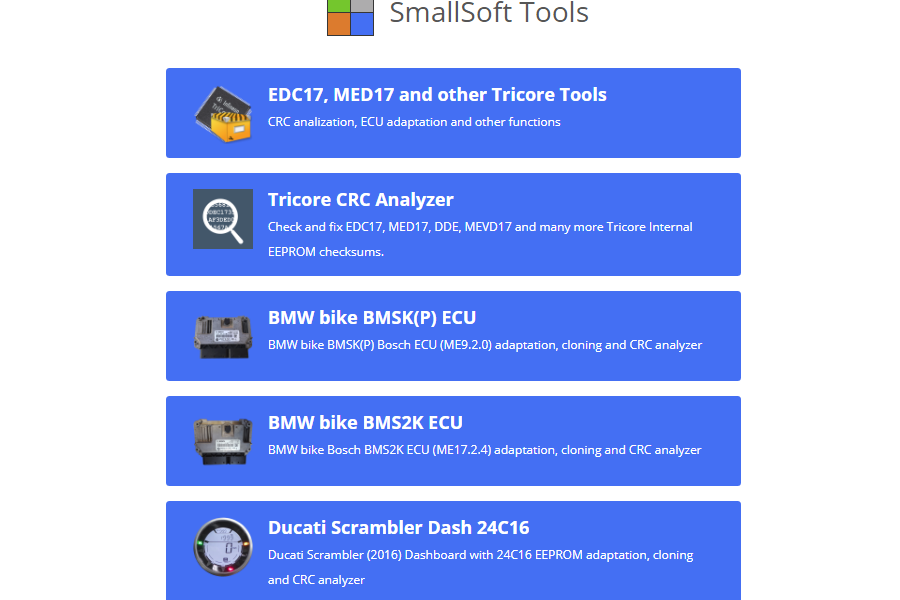 SmallSoft Tools
EDC17, MED17 and other Tricore Tools
CRC analization, ECU adaptation and other functions
Tricore CRC Analyzer
Check and fix EDC17, MED17, DDE, MEVD17 and many more Tricore Internal
EEPROM checksums.
BMW bike BMSK(P) ECU
BMW bike BMSK(P) Bosch ECU (ME9.2.0) adaptation, cloning and CRC analyzer
BMW bike BMS2K ECU
BMW bike Bosch BMS2K ECU (ME17.2.4) adaptation, cloning and CRC analyzer
Ducati Scrambler Dash 24C16
Ducati Scrambler (2016) Dashboard with 24C16 EEPROM adaptation, cloning
and CRC analyzer